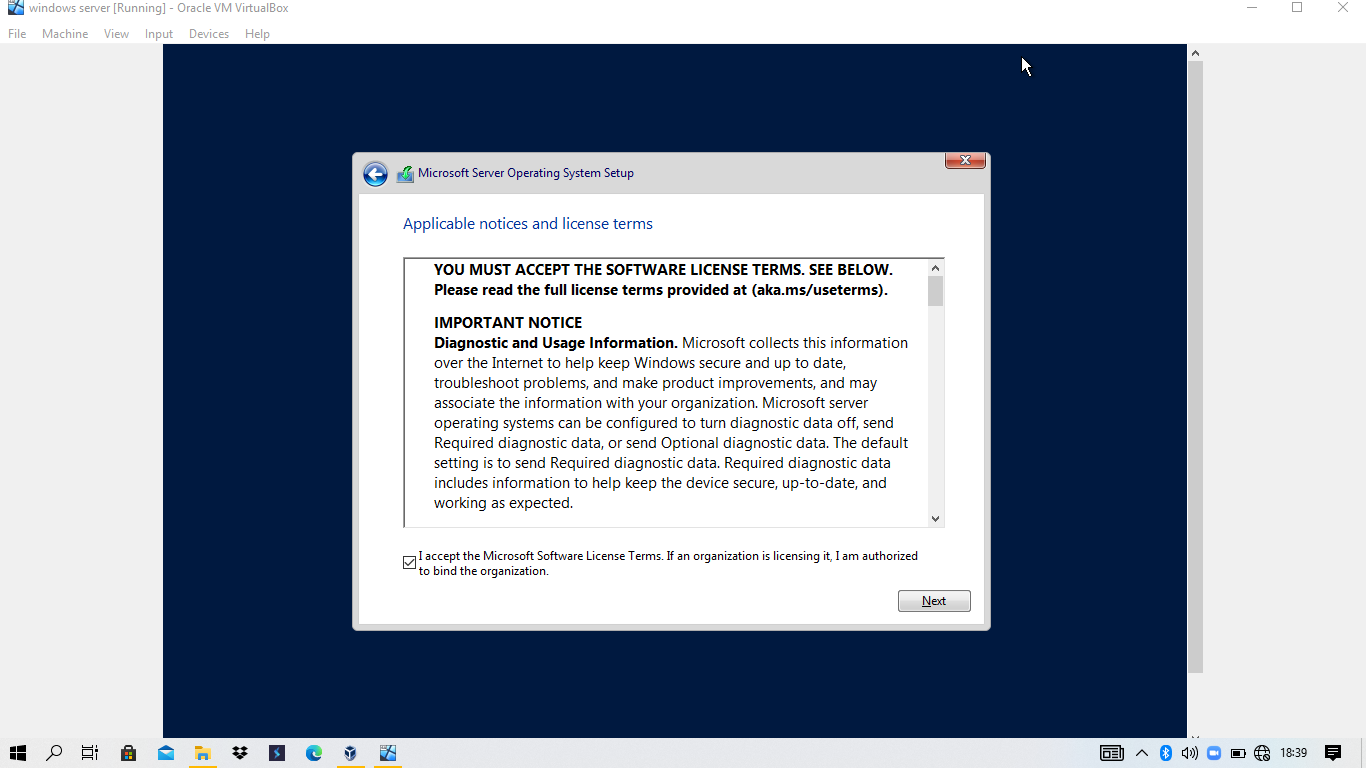 windows server [Running] - Oracle VM VirtualBox
File Machine View Input Devices Help
Microsoft Server Operating System Setup
Applicable notices and license terms
YOU MUST ACCEPT THE SOFTWARE LICENSE TERMS. SEE BELOW.
Please read the full license terms provided at (aka.ms/useterms).
IMPORTANT NOTICE
Diagnostic and Usage Information. Microsoft collects this information
over the Internet to help keep Windows secure and up to date,
troubleshoot problems, and make product improvements, and may
associate the information with your organization. Microsoft server
operating systems can be configured to turn diagnostic data off, send
Required diagnostic data, or send Optional diagnostic data. The default
setting is to send Required diagnostic data. Required diagnostic data
includes information to help keep the device secure, up-to-date, and
working as expected.
I accept the Microsoft Software License Terms. If an organization is licensing it, I am authorized
to bind the organization.
Next
18:39